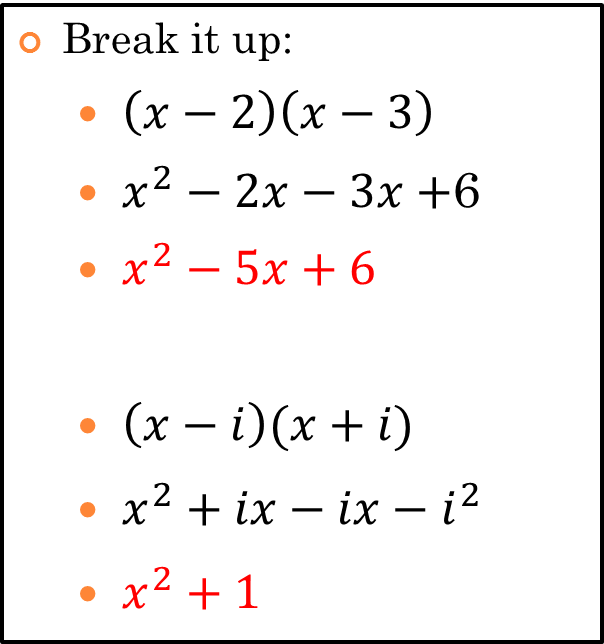 Break it up:
(x − 2)(x − 3)
x² − 2x − 3x +6
x² − 5x + 6
(x − i)(x + i)
x² + ix − ix − i²
x² + 1